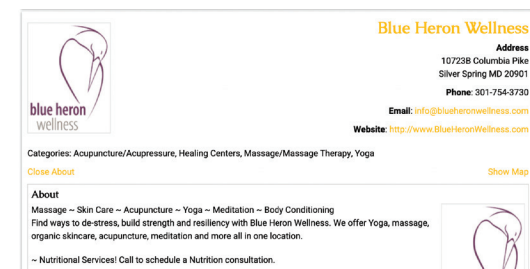 Blue Heron Wellness
Address
10723B Columbia Pike
Silver Spring MD 20901
Phone: 301-754-3730
Email: info@blueheronwellness.com
Website: http://www.BlueHeronWellness.com
blue heron
wellness
Categories: Acupuncture/Acupressure, Healing Centers, Massage/Massage Therapy, Yoga
Close About
Show Map
About
Massage ~ Skin Care ~ Acupuncture ~ Yoga ~ Meditation ~ Body Conditioning
Find ways to de-stress, build strength and resiliency with Blue Heron Wellness. We offer Yoga, massage,
organic skincare, acupuncture, meditation and more all in one location.
~ Nutritional Services! Call to schedule a Nutrition consultation.